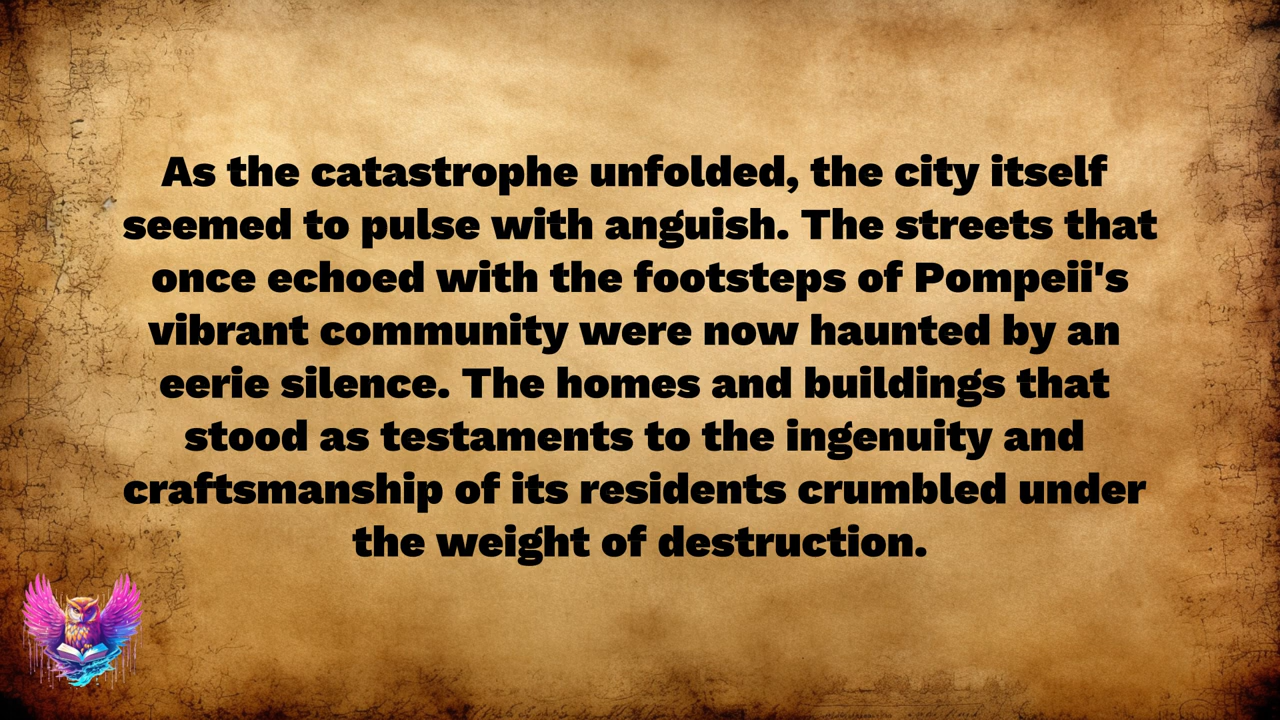 As the catastrophe unfolded, the city itself
seemed to pulse with anguish. The streets that
once echoed with the footsteps of Pompeii's
vibrant community were now haunted by an
eerie silence. The homes and buildings that
stood as testaments to the ingenuity and
craftsmanship of its residents crumbled under
the weight of destruction.